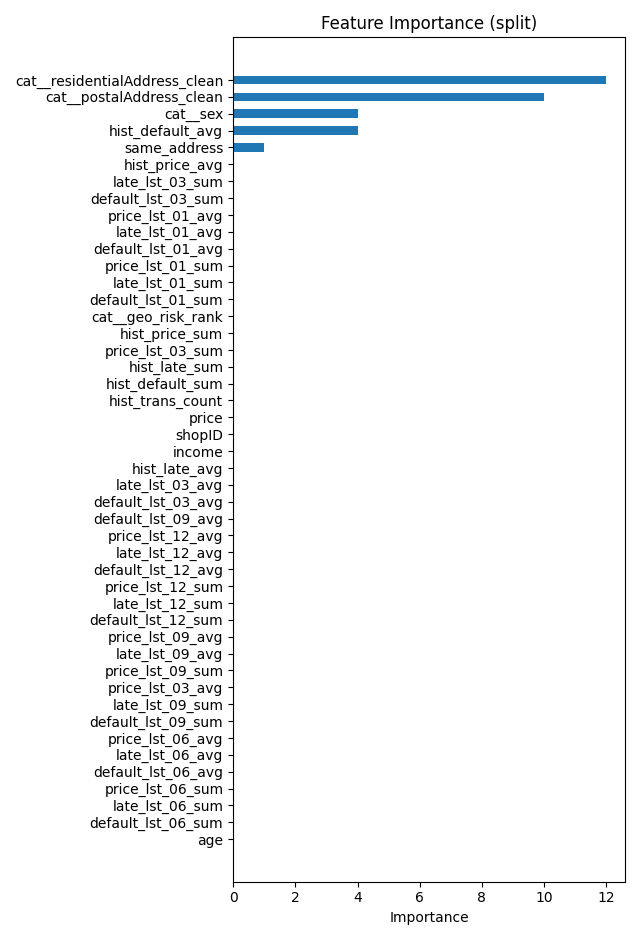 Feature Importance (split)
cat__residentialAddress_clean
cat__postalAddress_clean
cat__sex
hist_default_avg
same_address
hist_price_avg
late_lst_03_sum
default_lst_03_sum
price_lst_01_avg
late_lst_01_avg
default_lst_01_avg
price_lst_01_sum
late_lst_01_sum
default_lst_01_sum
cat__geo_risk_rank
hist_price_sum
price_lst_03_sum
hist_late_sum
hist_default_sum
hist_trans_count
price
shopID
income
hist_late_avg
late_lst_03_avg
default_lst_03_avg
default_lst_09_avg
price_lst_12_avg
late_lst_12_avg
default_lst_12_avg
price_lst_12_sum
late_lst_12_sum
default_lst_12_sum
price_lst_09_avg
late_lst_09_avg
price_lst_09_sum
price_lst_03_avg
late_lst_09_sum
default_lst_09_sum
price_lst_06_avg
late_lst_06_avg
default_lst_06_avg
price_lst_06_sum
late_lst_06_sum
default_lst_06_sum
age
0 2 4 6 8 10 12
Importance